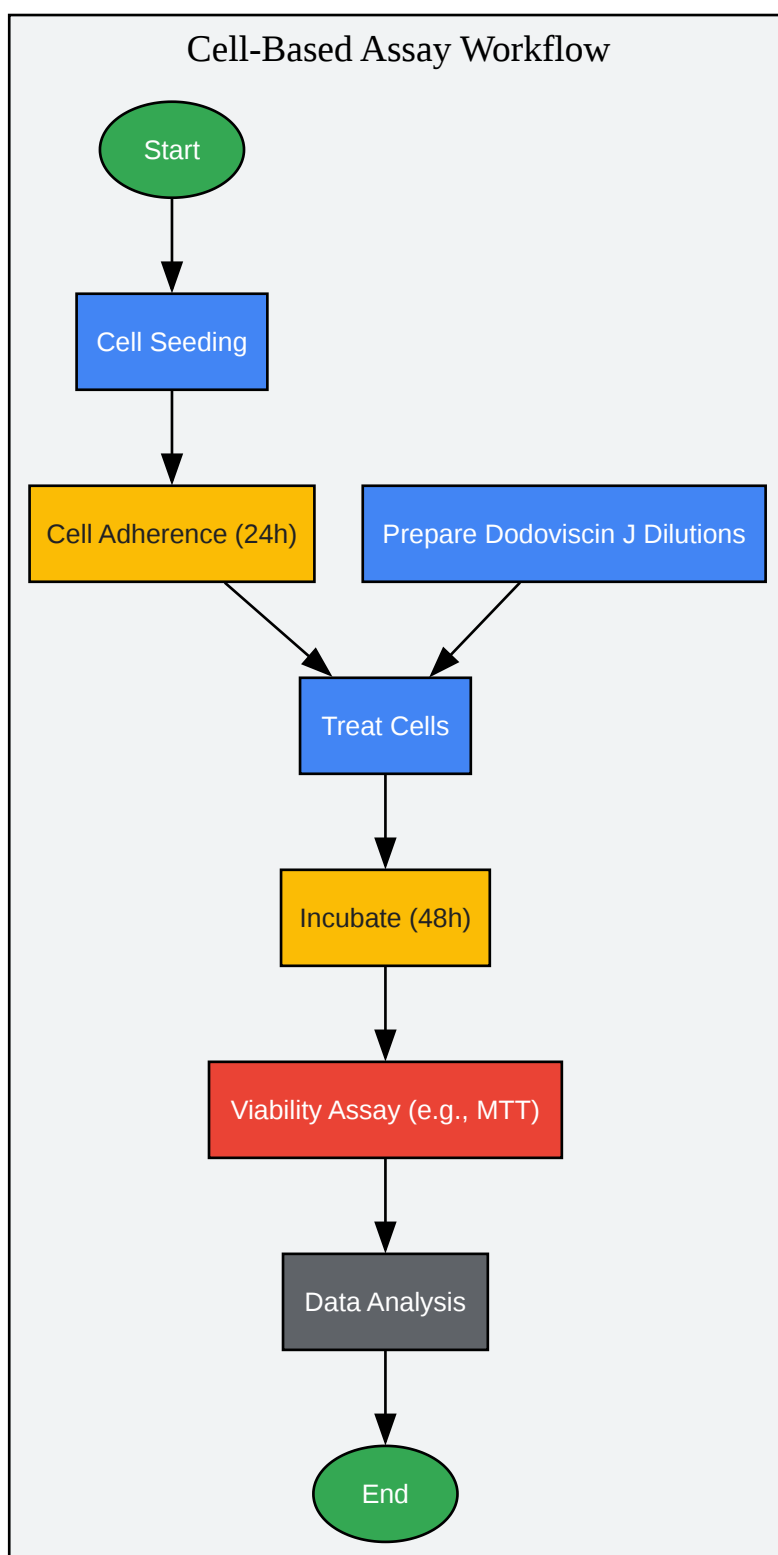 Cell-Based Assay Workflow
Start
Cell Seeding
Cell Adherence (24h)
Prepare Dodoviscin J Dilutions
Treat Cells
Incubate (48h)
Viability Assay (e.g., MTT)
Data Analysis
End